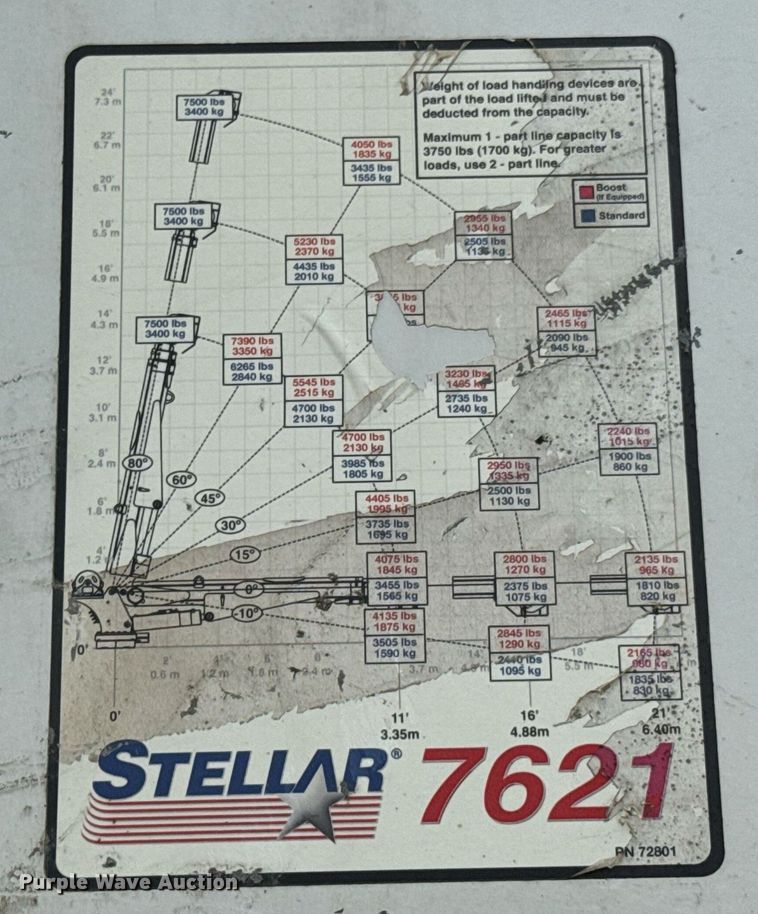 Weight of load handling devices are
part of the load lifted and must be
deducted from the capacity.
Maximum 1 - part line capacity is
3750 lbs (1700 kg). For greater
loads, use 2 - part line.
Boost
(If Equipped)
Standard
24'
7.3 m
7500 lbs
3400 kg
22'
6.7 m
4050 lbs
1835 kg
3435 lbs
1555 kg
20'
6.1 m
18'
5.5 m
7500 lbs
3400 kg
2955 lbs
1340 kg
2505 lbs
1135 kg
16'
4.9 m
5230 lbs
2370 kg
4435 lbs
2010 kg
14'
4.3 m
7500 lbs
3400 kg
lbs
kg
2465 lbs
1115 kg
2090 lbs
945 kg
7390 lbs
3350 kg
6265 lbs
2840 kg
12'
3.7 m
5545 lbs
2515 kg
4700 lbs
2130 kg
3230 lbs
1465 kg
2735 lbs
1240 kg
10'
3.1 m
4700 lbs
2130 kg
3985 lbs
1805 kg
2240 lbs
1015 kg
1900 lbs
860 kg
8'
2.4 m
80°
60°
45°
30°
15°
0°
-10°
2950 lbs
1335 kg
2500 lbs
1130 kg
6'
1.8 m
4405 lbs
1995 kg
3735 lbs
1695 kg
1.2
4075 lbs
1845 kg
3455 lbs
1565 kg
2800 lbs
1270 kg
2375 lbs
1075 kg
2135 lbs
965 kg
1810 lbs
820 kg
4135 lbs
1875 kg
3505 lbs
1590 kg
2845 lbs
1290 kg
2440 lbs
1095 kg
2165 lbs
980 kg
1835 lbs
830 kg
0'
2'
0.6 m
1.2 m
3.7 m
14'
18'
5.5 m
0'
11'
3.35m
16'
4.88m
21'
6.40m
STELLAR®
7621
PN 72801
Purple Wave Auction